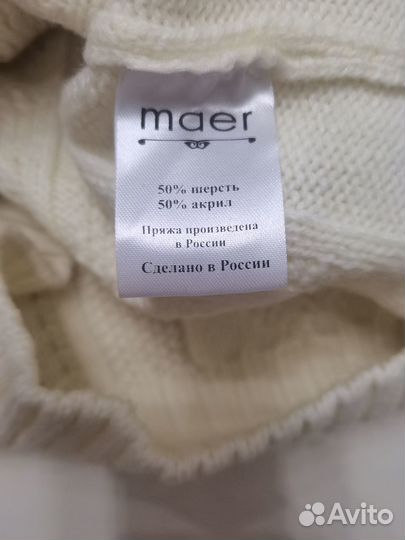 maer
50% шерсть
50% акрил
Пряжа произведена
в России
Сделано в России
Avito